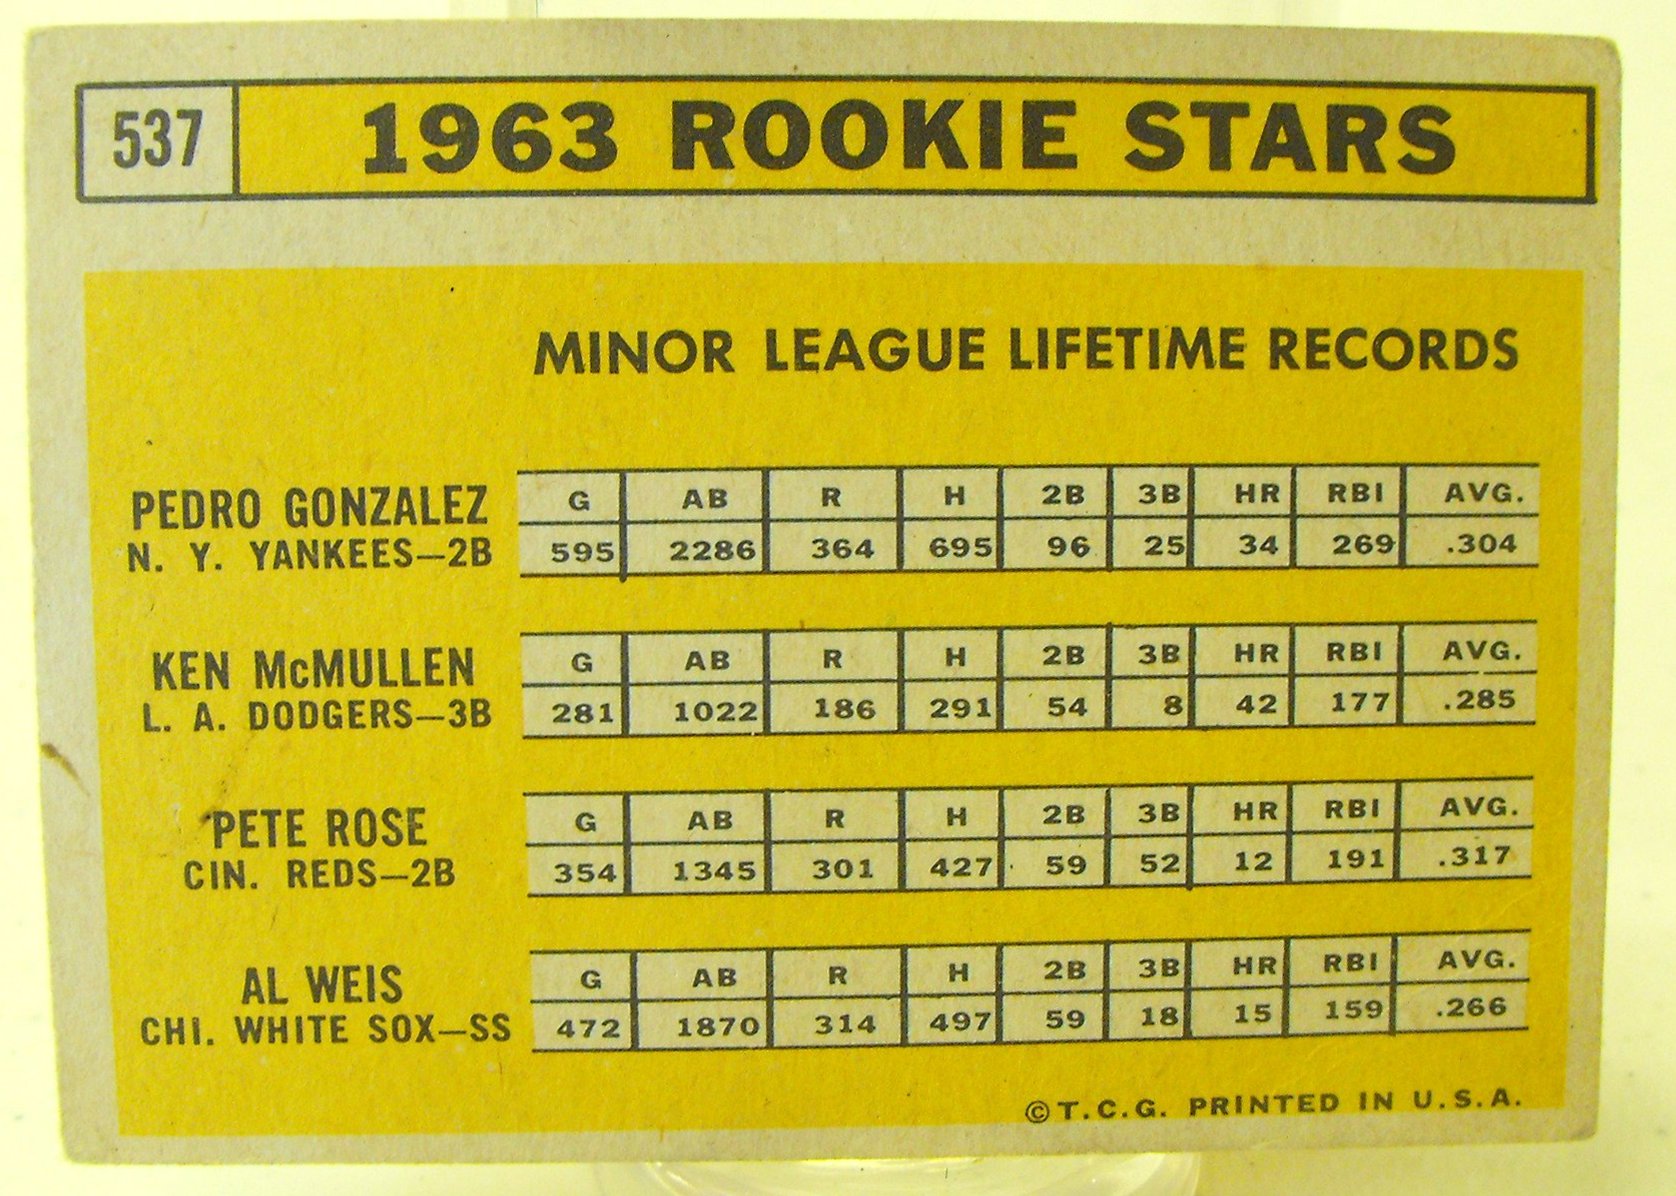 537 1963 ROOKIE STARS
MINOR LEAGUE LIFETIME RECORDS
PEDRO GONZALEZ G AB R H 2B 3B HR RBI AVG.
N. Y. YANKEES—2B 595 2286 364 695 96 25 34 269 .304
KEN McMULLEN G AB R H 2B 3B HR RBI AVG.
L. A. DODGERS—3B 281 1022 186 291 54 8 42 177 .285
PETE ROSE G AB R H 2B 3B HR RBI AVG.
CIN. REDS—2B 354 1345 301 427 59 52 12 191 .317
AL WEIS G AB R H 2B 3B HR RBI AVG.
CHI. WHITE SOX—SS 472 1870 314 497 59 18 15 159 .266
©T.C.G. PRINTED IN U.S.A.